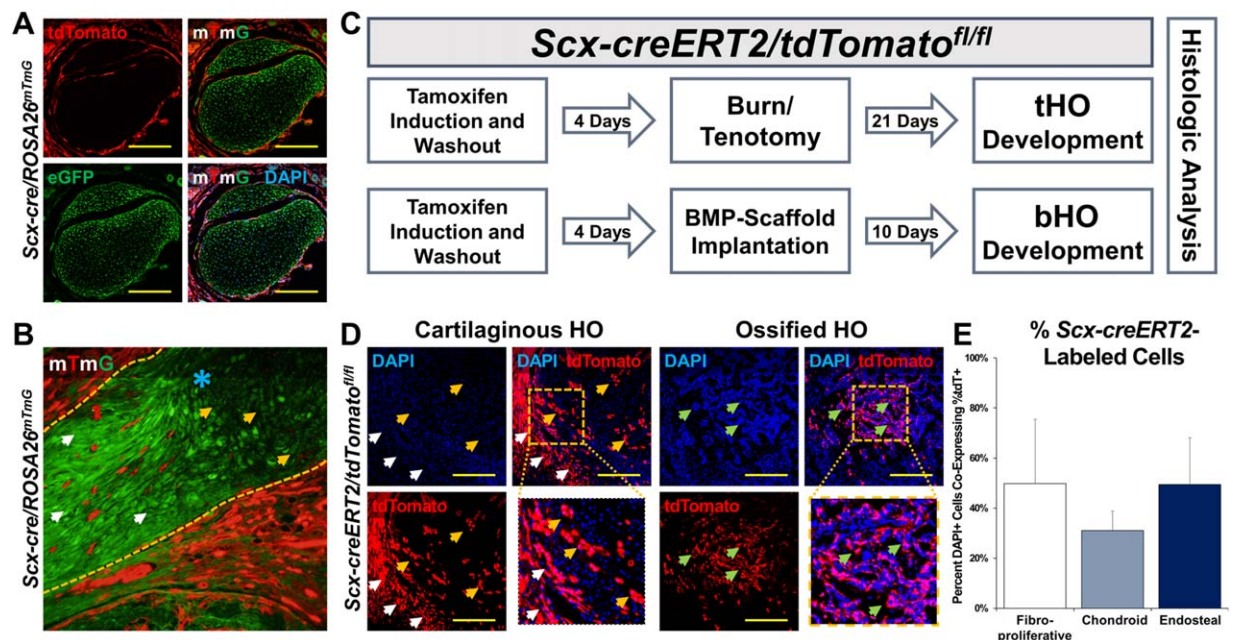 A
tdTomato
mTmG
eGFP
mTmG DAPI
Scx-cre/ROSA26mTmG
C
Scx-creERT2/tdTomatofl/fl
Tamoxifen
Induction and
Washout
4 Days
Burn/
Tenotomy
21 Days
tHO
Development
Tamoxifen
Induction and
Washout
4 Days
BMP-Scaffold
Implantation
10 Days
bHO
Development
Histologic Analysis
B
mTmG
*
Scx-cre/ROSA26mTmG
D
Cartilaginous HO
Ossified HO
DAPI
DAPI tdTomato
DAPI
DAPI tdTomato
tdTomato
tdTomato
Scx-creERT2/tdTomatofl/fl
E
% Scx-creERT2-
Labeled Cells
Percent DAPI+ Cells Co-Expressing %tdT+
100%
80%
60%
40%
20%
0%
Fibro-
proliferative
Chondroid
Endosteal